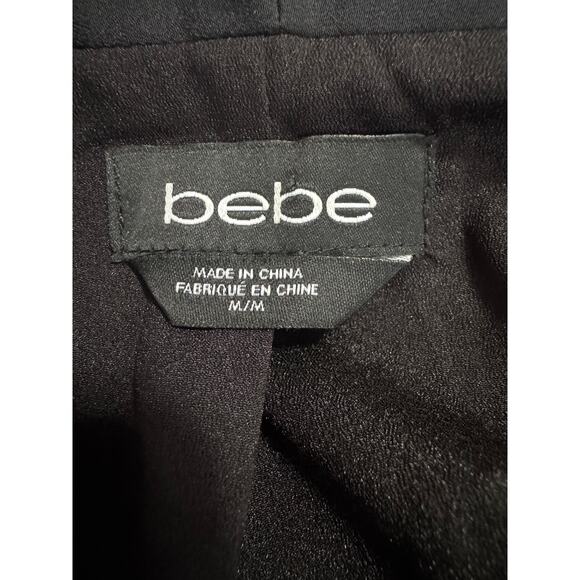 bebe
MADE IN CHINA
FABRIQUÉ EN CHINE
M/M